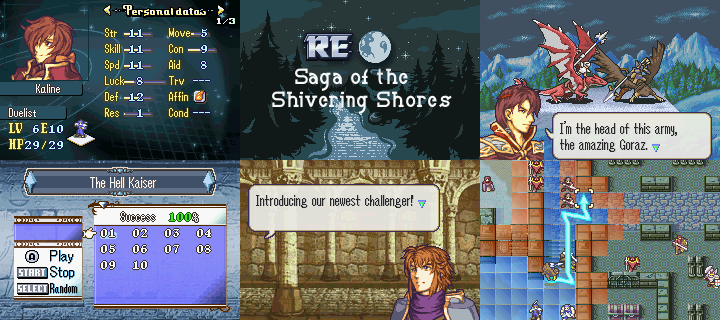 Personal datas
1/3
Str 11 Move 5
Skill 11 Con 9
Spd 11 Aid 8
Luck 8 Trv ---
Def 12 Affin
Res 1 Cond ---
Kaline
Duelist
LV 6 E 10
HP 29/29
RE
Saga of the
Shivering Shores
I'm the head of this army,
the amazing Goraz.
The Hell Kaiser
Success 100%
01 02 03 04
05 06 07 08
09 10
A Play
START Stop
SELECT Random
Introducing our newest challenger!